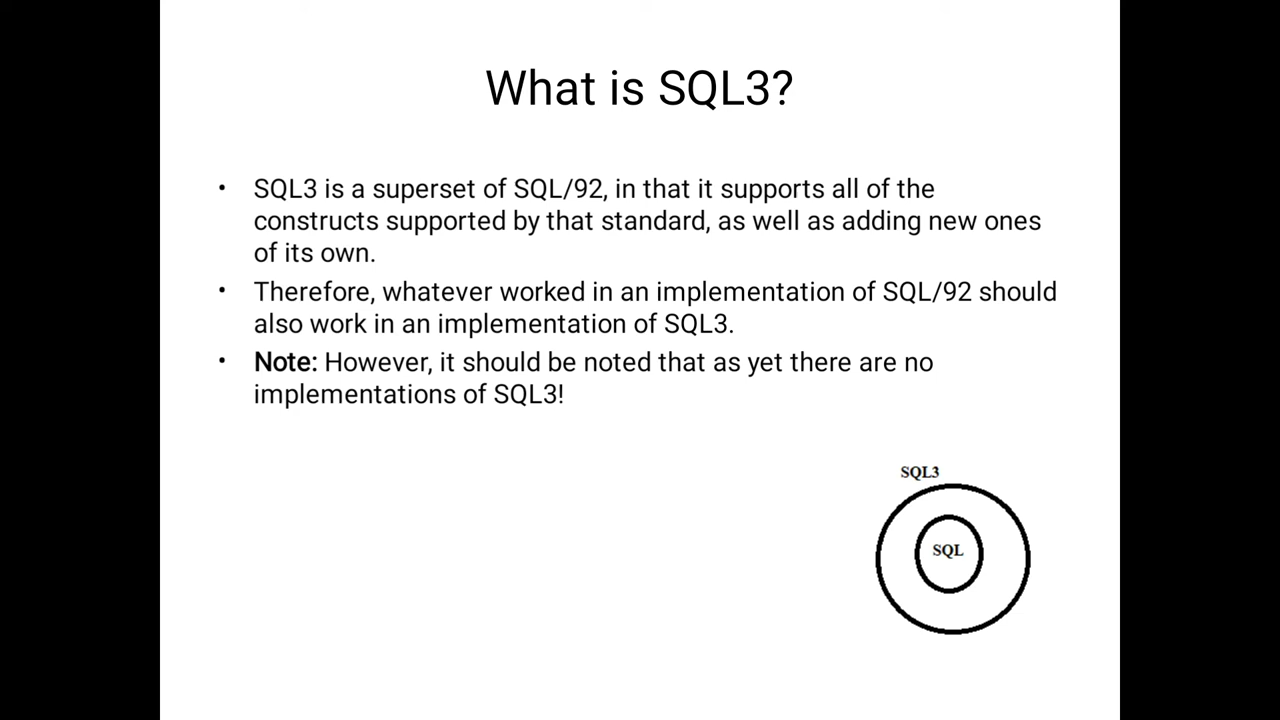 What is SQL3?
• SQL3 is a superset of SQL/92, in that it supports all of the
constructs supported by that standard, as well as adding new ones
of its own.
• Therefore, whatever worked in an implementation of SQL/92 should
also work in an implementation of SQL3.
• Note: However, it should be noted that as yet there are no
implementations of SQL3!
SQL3
SQL